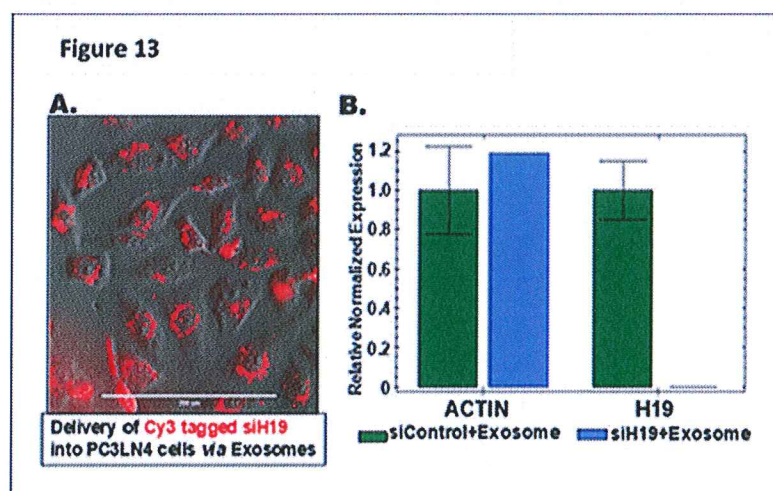 Figure 13
A.
B.
Relative Normalized Expression
1.2
1.0
0.8
0.6
0.4
0.2
0
ACTIN H19
siControl+Exosome siH19+Exosome
Delivery of Cy3 tagged siH19
into PC3LN4 cells via Exosomes